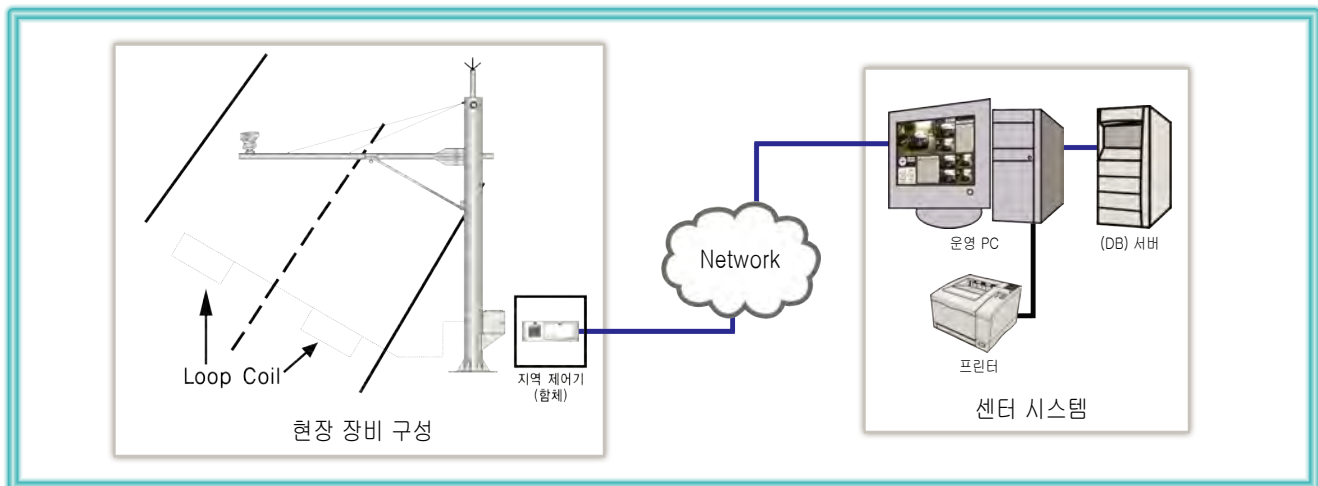 Loop Coil
지역 제어기
(함체)
현장 장비 구성
Network
운영 PC
(DB) 서버
프린터
센터 시스템